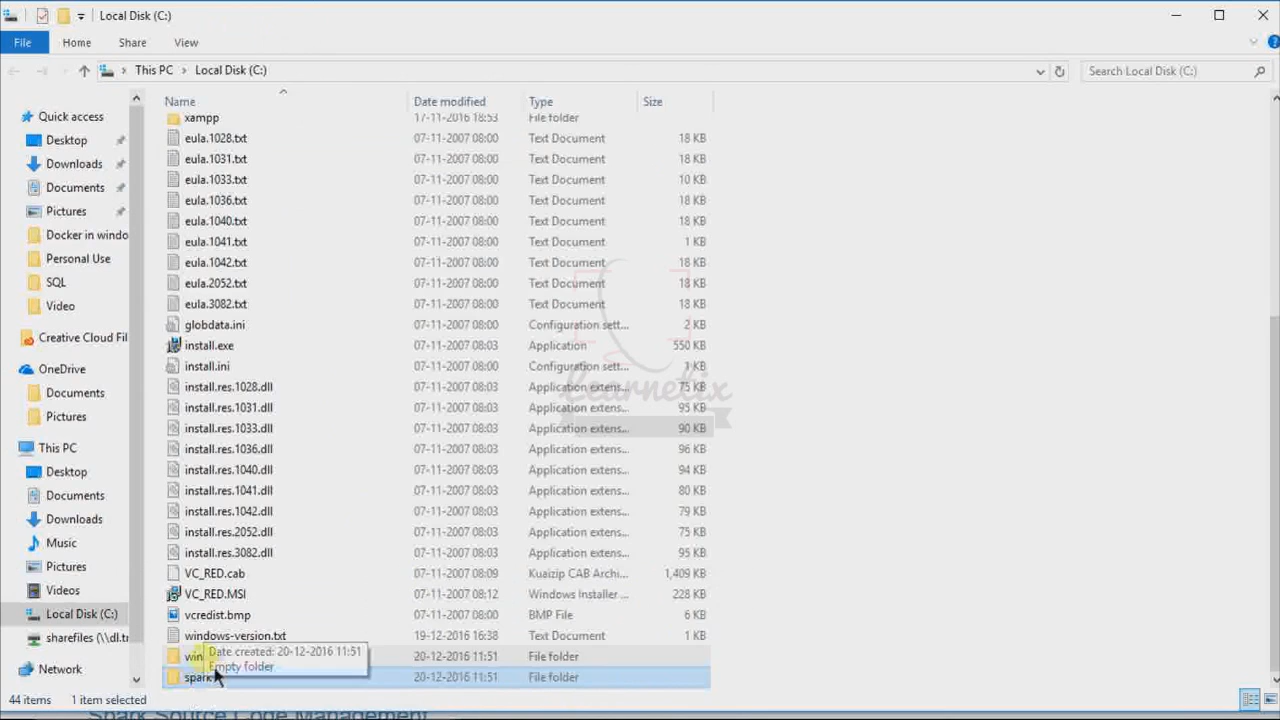 Local Disk (C:)
File Home Share View
This PC Local Disk (C:) Search Local Disk (C:)
Name Date modified Type Size
Quick access
Desktop
Downloads
Documents
Pictures
Docker in windo
Personal Use
SQL
Video
Creative Cloud Fil
OneDrive
Documents
Pictures
This PC
Desktop
Documents
Downloads
Music
Pictures
Videos
Local Disk (C:)
sharefiles (\\dl.tr
Network
xampp 17-11-2016 18:53 File folder
eula.1028.txt 07-11-2007 08:00 Text Document 18 KB
eula.1031.txt 07-11-2007 08:00 Text Document 18 KB
eula.1033.txt 07-11-2007 08:00 Text Document 10 KB
eula.1036.txt 07-11-2007 08:00 Text Document 18 KB
eula.1040.txt 07-11-2007 08:00 Text Document 18 KB
eula.1041.txt 07-11-2007 08:00 Text Document 1 KB
eula.1042.txt 07-11-2007 08:00 Text Document 18 KB
eula.2052.txt 07-11-2007 08:00 Text Document 18 KB
eula.3082.txt 07-11-2007 08:00 Text Document 18 KB
globdata.ini 07-11-2007 08:00 Configuration sett... 2 KB
install.exe 07-11-2007 08:03 Application 550 KB
install.ini 07-11-2007 08:00 Configuration sett... 1 KB
install.res.1028.dll 07-11-2007 08:03 Application extens... 75 KB
install.res.1031.dll 07-11-2007 08:03 Application extens... 95 KB
install.res.1033.dll 07-11-2007 08:03 Application extens... 90 KB
install.res.1036.dll 07-11-2007 08:03 Application extens... 96 KB
install.res.1040.dll 07-11-2007 08:03 Application extens... 94 KB
install.res.1041.dll 07-11-2007 08:03 Application extens... 80 KB
install.res.1042.dll 07-11-2007 08:03 Application extens... 79 KB
install.res.2052.dll 07-11-2007 08:03 Application extens... 75 KB
install.res.3082.dll 07-11-2007 08:03 Application extens... 95 KB
VC_RED.cab 07-11-2007 08:09 Kuaizip CAB Archi... 1,409 KB
VC_RED.MSI 07-11-2007 08:12 Windows Installer ... 228 KB
vcredist.bmp 07-11-2007 08:00 BMP File 6 KB
windows-version.txt 19-12-2016 16:38 Text Document 1 KB
win 20-12-2016 11:51 File folder
Date created: 20-12-2016 11:51
Empty folder
spark 20-12-2016 11:51 File folder
learnetix
44 items 1 item selected
Spark Source Code Management